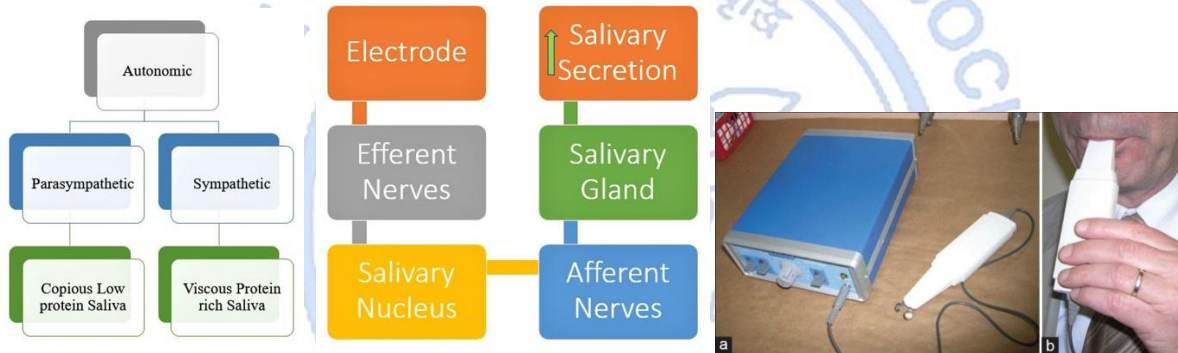 Autonomic
Parasympathetic
Sympathetic
Copious Low
protein Saliva
Viscous Protein
rich Saliva
Electrode
Efferent
Nerves
Salivary
Nucleus
Salivary
Secretion
Salivary
Gland
Afferent
Nerves
a
b